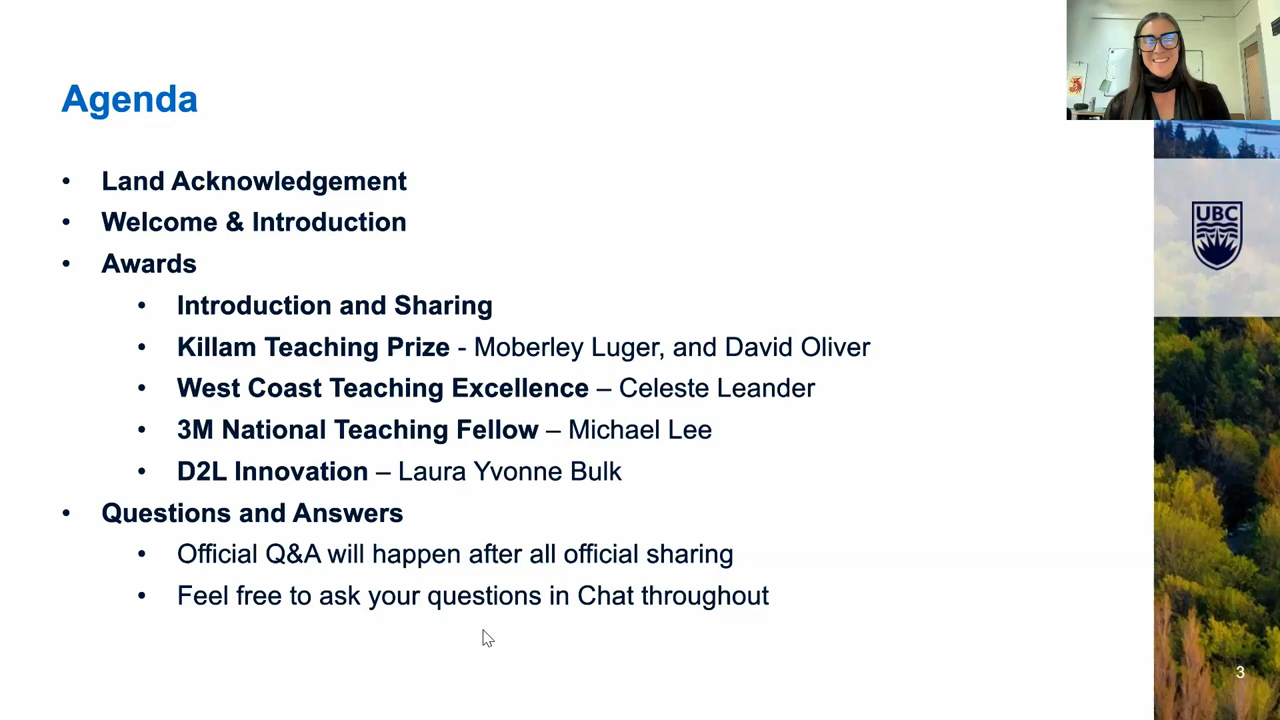 Agenda
• Land Acknowledgement
• Welcome & Introduction
• Awards
• Introduction and Sharing
• Killam Teaching Prize - Moberley Luger, and David Oliver
• West Coast Teaching Excellence – Celeste Leander
• 3M National Teaching Fellow – Michael Lee
• D2L Innovation – Laura Yvonne Bulk
• Questions and Answers
• Official Q&A will happen after all official sharing
• Feel free to ask your questions in Chat throughout
UBC
3